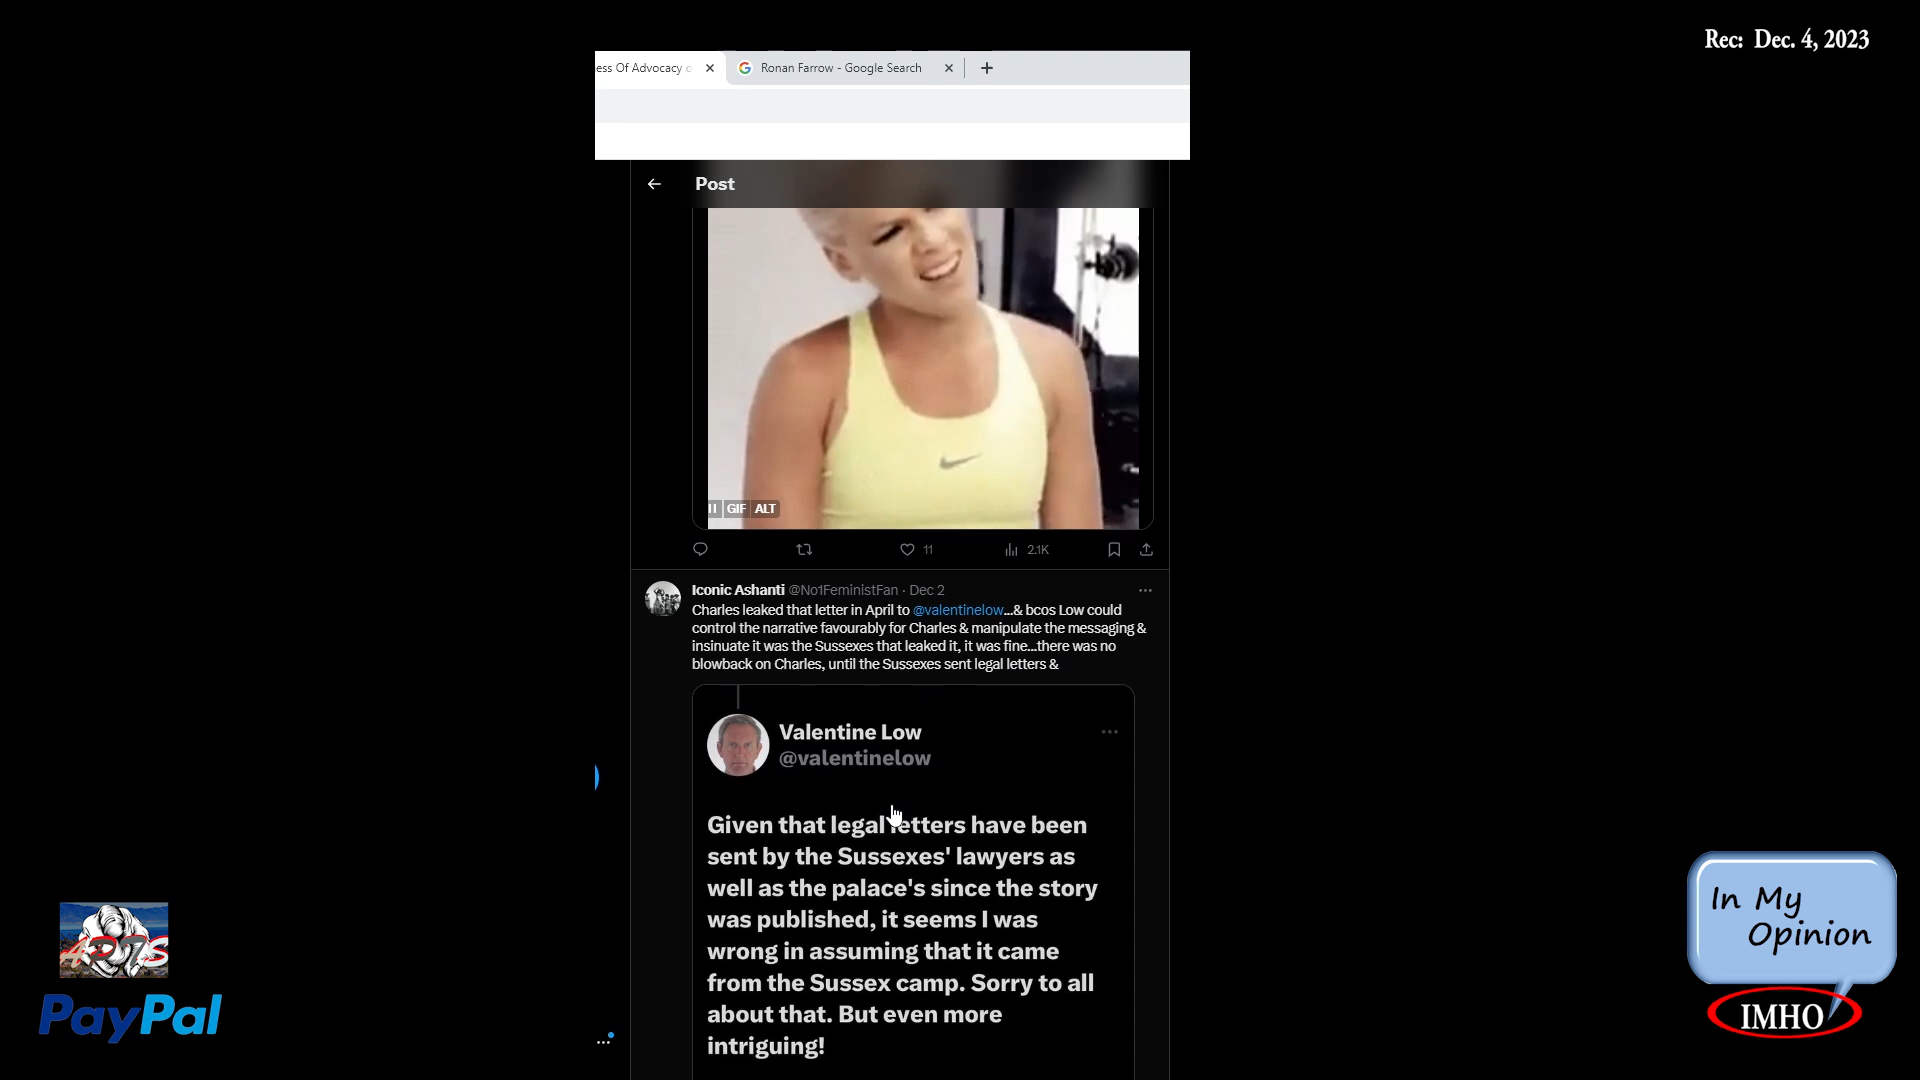 Rec: Dec. 4, 2023
ess Of Advocacy
Ronan Farrow - Google Search
Post
GIF ALT
11 2.1K
Iconic Ashanti @No1FeministFan · Dec 2
Charles leaked that letter in April to @valentinelow...& bcos Low could
control the narrative favourably for Charles & manipulate the messaging &
insinuate it was the Sussexes that leaked it, it was fine...there was no
blowback on Charles, until the Sussexes sent legal letters &
Valentine Low
@valentinelow
Given that legal letters have been
sent by the Sussexes' lawyers as
well as the palace's since the story
was published, it seems I was
wrong in assuming that it came
from the Sussex camp. Sorry to all
about that. But even more
intriguing!
PayPal
In My
Opinion
IMHO